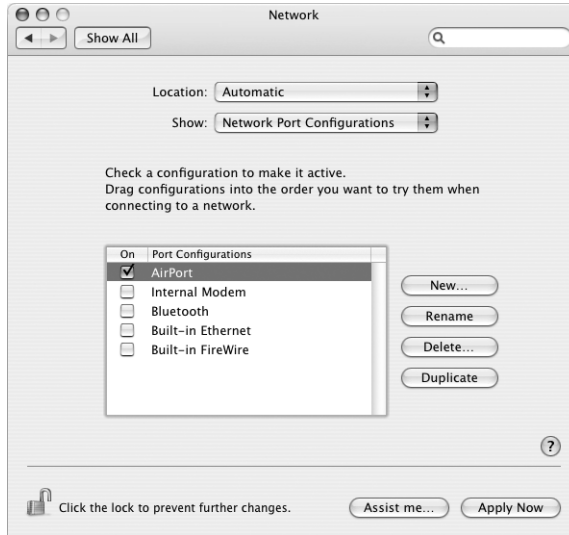 Network
Show All
Location: Automatic
Show: Network Port Configurations
Check a configuration to make it active.
Drag configurations into the order you want to try them when
connecting to a network.
On Port Configurations
AirPort
Internal Modem
Bluetooth
Built-in Ethernet
Built-in FireWire
New...
Rename
Delete...
Duplicate
?
Click the lock to prevent further changes.
Assist me...
Apply Now